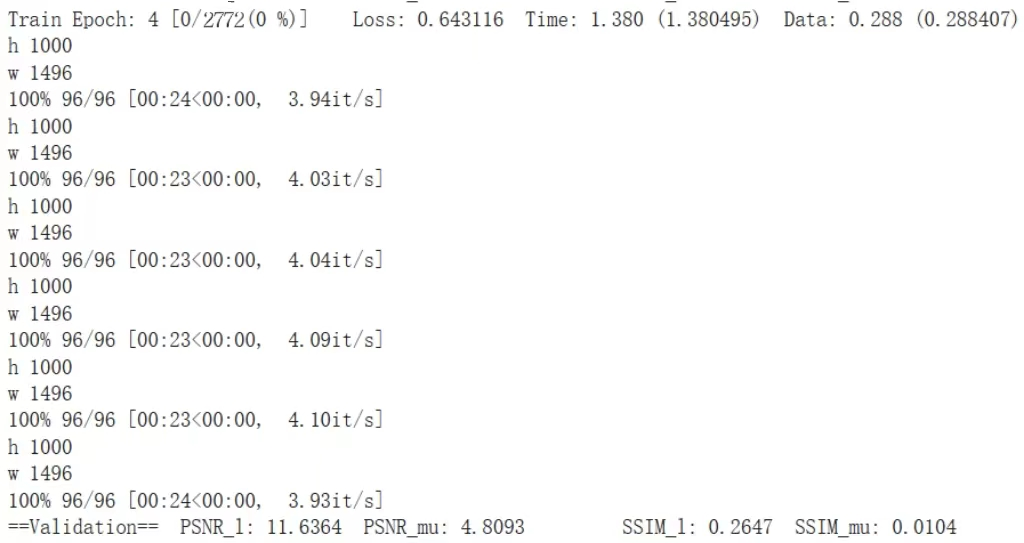 Train Epoch: 4 [0/2772(0 %)]    Loss: 0.643116  Time: 1.380 (1.380495)  Data: 0.288 (0.288407)
h 1000
w 1496
100% 96/96 [00:24<00:00,  3.94it/s]
h 1000
w 1496
100% 96/96 [00:23<00:00,  4.03it/s]
h 1000
w 1496
100% 96/96 [00:23<00:00,  4.04it/s]
h 1000
w 1496
100% 96/96 [00:23<00:00,  4.09it/s]
h 1000
w 1496
100% 96/96 [00:23<00:00,  4.10it/s]
h 1000
w 1496
100% 96/96 [00:24<00:00,  3.93it/s]
==Validation==  PSNR_l: 11.6364  PSNR_mu: 4.8093         SSIM_l: 0.2647  SSIM_mu: 0.0104